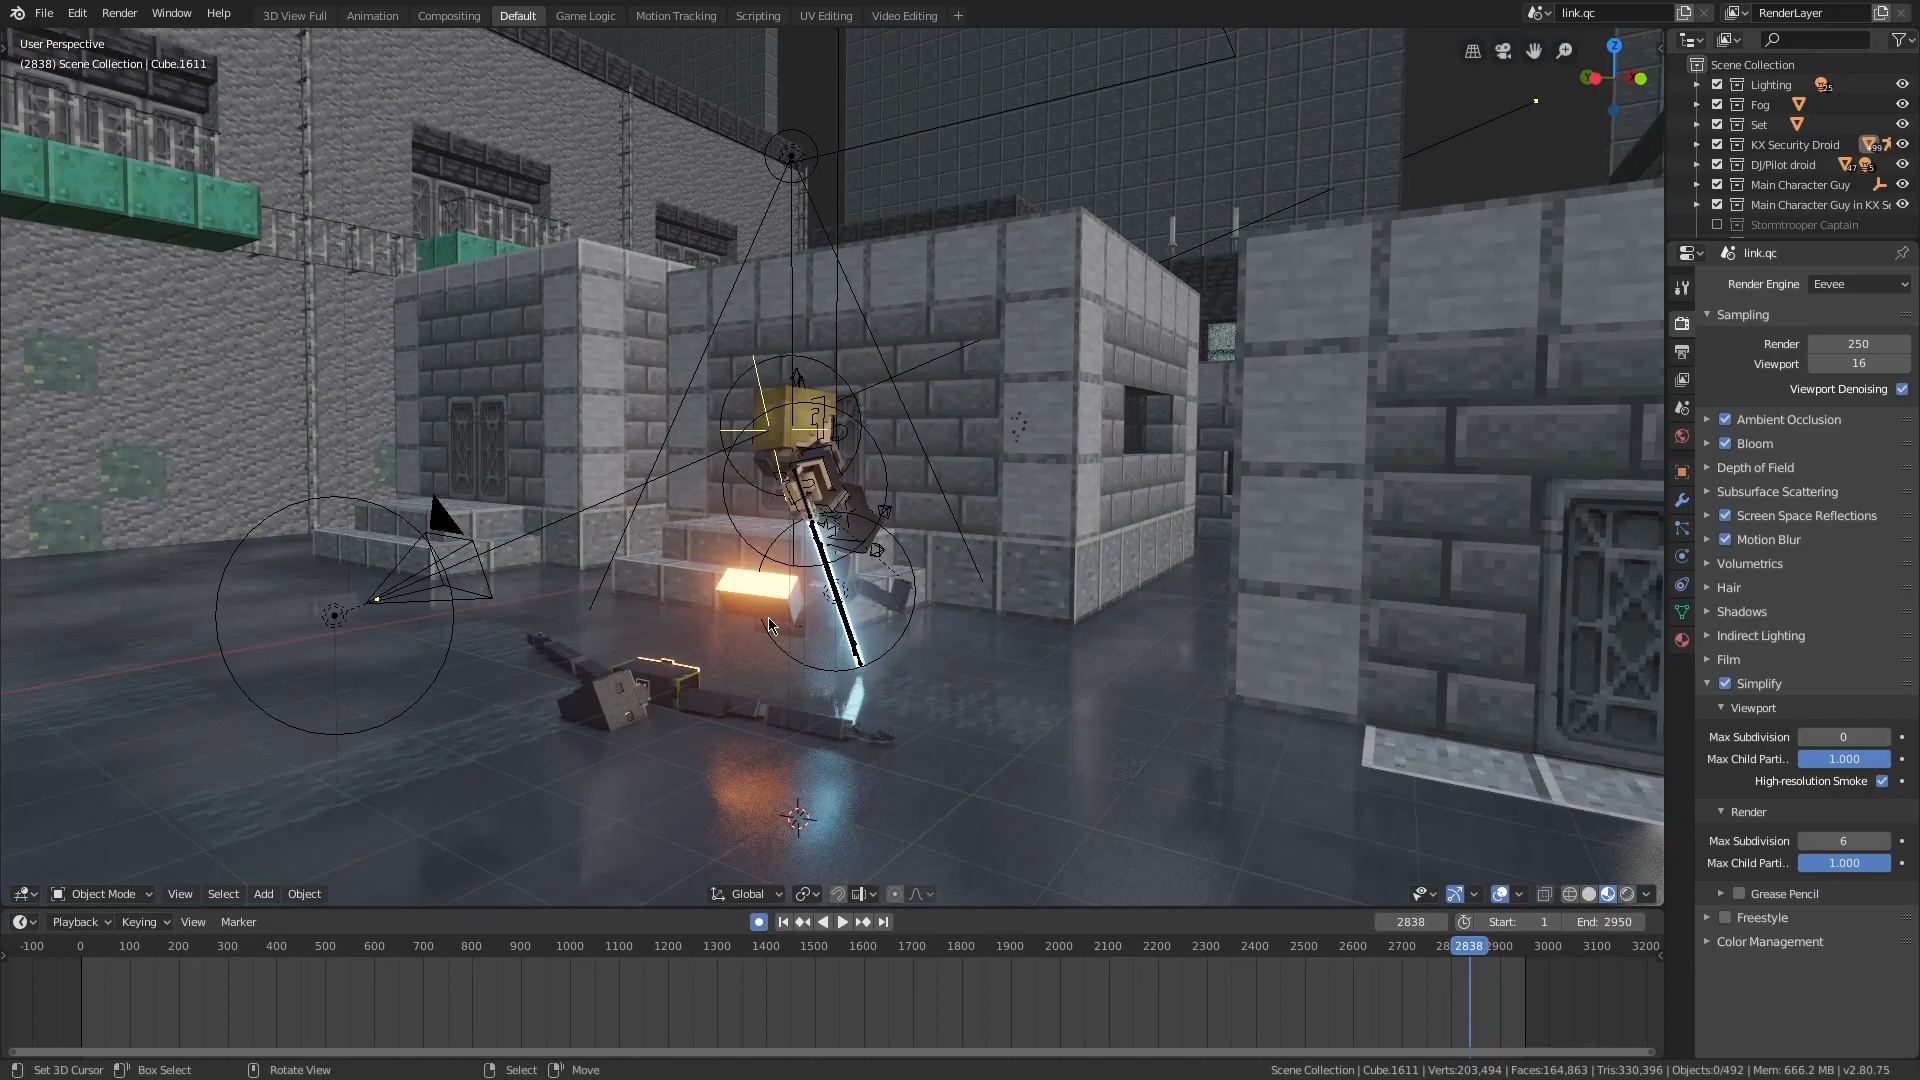 File Edit Render Window Help 3D View Full Animation Compositing Default Game Logic Motion Tracking Scripting UV Editing Video Editing + link.qc RenderLayer
User Perspective
(2838) Scene Collection | Cube.1611
Z
Scene Collection
Lighting 25
Fog
Set
KX Security Droid +99
DJ/Pilot droid 47 5
Main Character Guy
Main Character Guy in KX Se
Stormtrooper Captain
link.qc
Render Engine Eevee
Sampling
Render 250
Viewport 16
Viewport Denoising
Ambient Occlusion
Bloom
Depth of Field
Subsurface Scattering
Screen Space Reflections
Motion Blur
Volumetrics
Hair
Shadows
Indirect Lighting
Film
Simplify
Viewport
Max Subdivision 0
Max Child Parti.. 1.000
High-resolution Smoke
Render
Max Subdivision 6
Max Child Parti.. 1.000
Grease Pencil
Freestyle
Color Management
Object Mode View Select Add Object Global
Playback Keying View Marker 2838 Start: 1 End: 2950
-100 0 100 200 300 400 500 600 700 800 900 1000 1100 1200 1300 1400 1500 1600 1700 1800 1900 2000 2100 2200 2300 2400 2500 2600 2700 28 2838 2900 3000 3100 3200
Set 3D Cursor Box Select Rotate View Select Move Scene Collection | Cube.1611 | Verts:203,494 | Faces:164,863 | Tris:330,396 | Objects:0/492 | Mem: 666.2 MB | v2.80.75